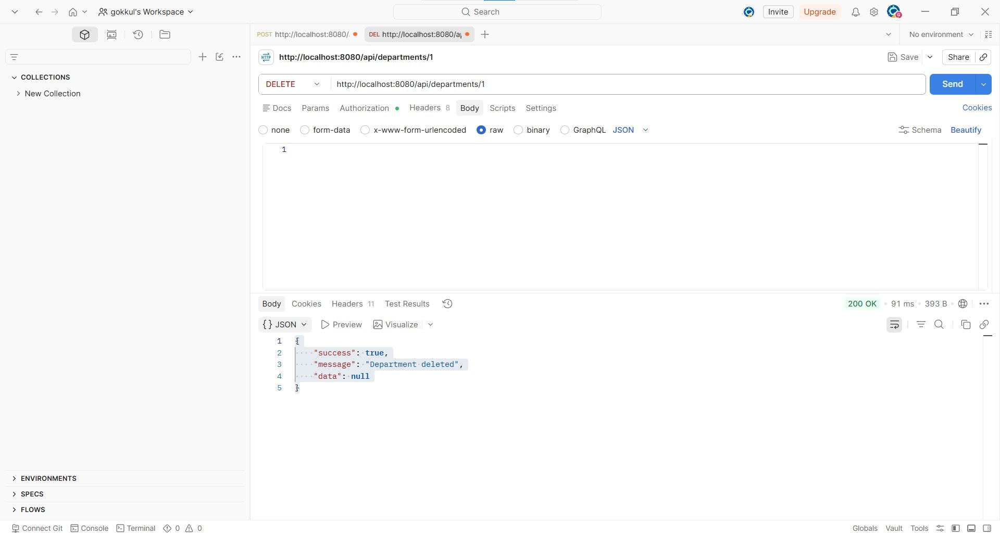 gokkul's Workspace
Search
Invite
Upgrade
POST http://localhost:8080/
DEL http://localhost:8080/a
No environment
HTTP http://localhost:8080/api/departments/1
Save
Share
COLLECTIONS
New Collection
DELETE http://localhost:8080/api/departments/1
Send
Docs Params Authorization Headers 8 Body Scripts Settings
Cookies
none form-data x-www-form-urlencoded raw binary GraphQL JSON
Schema Beautify
1
Body Cookies Headers 11 Test Results
200 OK • 91 ms • 393 B •
{} JSON Preview Visualize
1 {
2 "success": true,
3 "message": "Department deleted",
4 "data": null
5 }
ENVIRONMENTS
SPECS
FLOWS
Connect Git Console Terminal 0 0
Globals Vault Tools